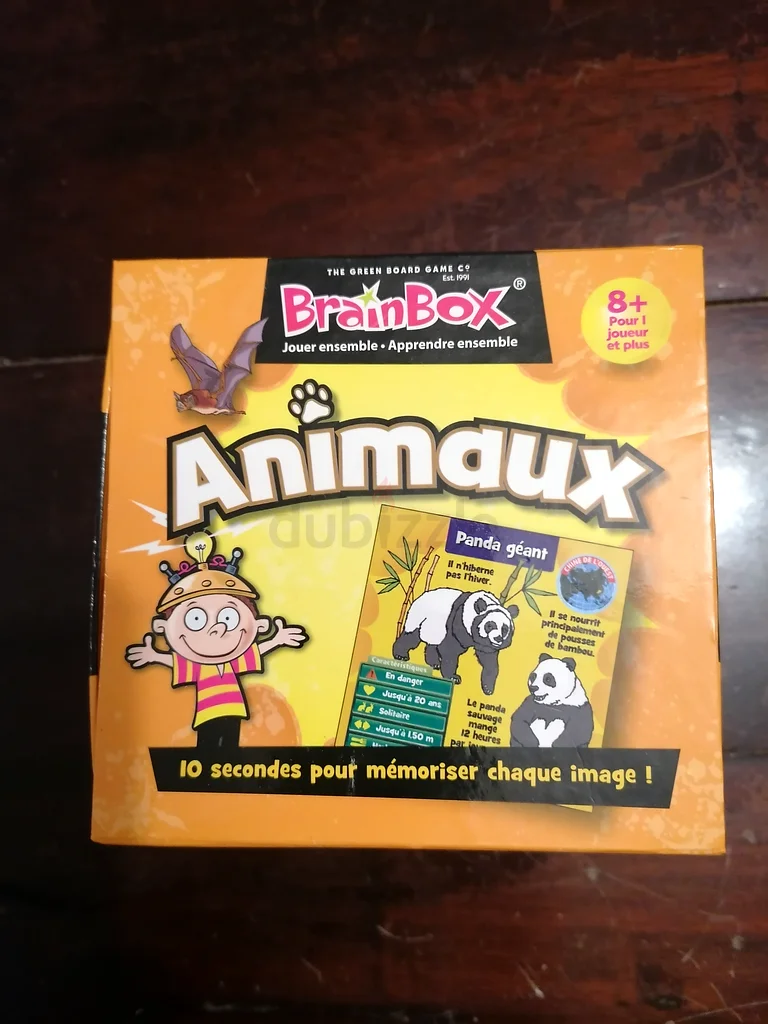 THE GREEN BOARD GAME Cº
Est. 1991
BrainBox®
Jouer ensemble • Apprendre ensemble
8+
Pour 1
joueur
et plus
Animaux
dubizzle
Panda géant
Il n'hiberne
pas l'hiver.
CHINE DE L'OUEST
Il se nourrit
principalement
de pousses
de bambou.
Caractéristiques
En danger
Jusqu'à 20 ans
Solitaire
Jusqu'à 1.50 m
Le panda
sauvage
mange
12 heures
par
10 secondes pour mémoriser chaque image !